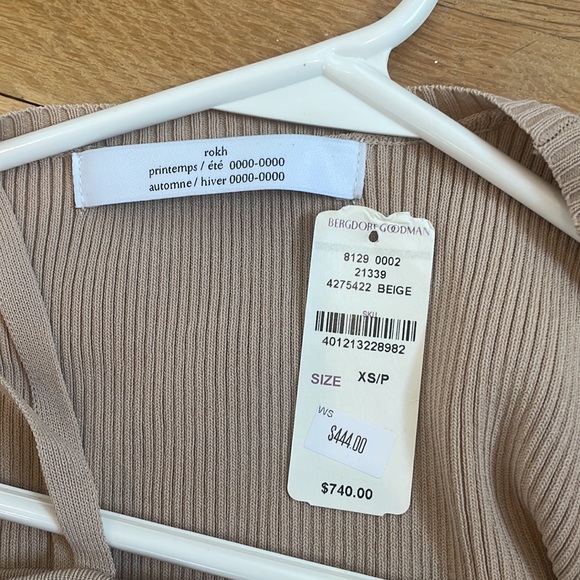 rokh
printemps / été 0000-0000
automne / hiver 0000-0000
BERGDORF GOODMAN
8129 0002
21339
4275422 BEIGE
SKU
401213228982
SIZE XS/P
WS
$444.00
$740.00